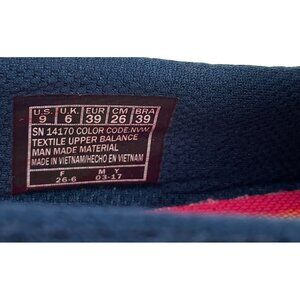 U.S. U.K. EUR CM BRA
9 6 39 26 39
SN 14170 COLOR CODE.NVW
TEXTILE UPPER BALANCE
MAN MADE MATERIAL
MADE IN VIETNAM/HECHO EN VIETNAM
F M Y
26-6 03-17